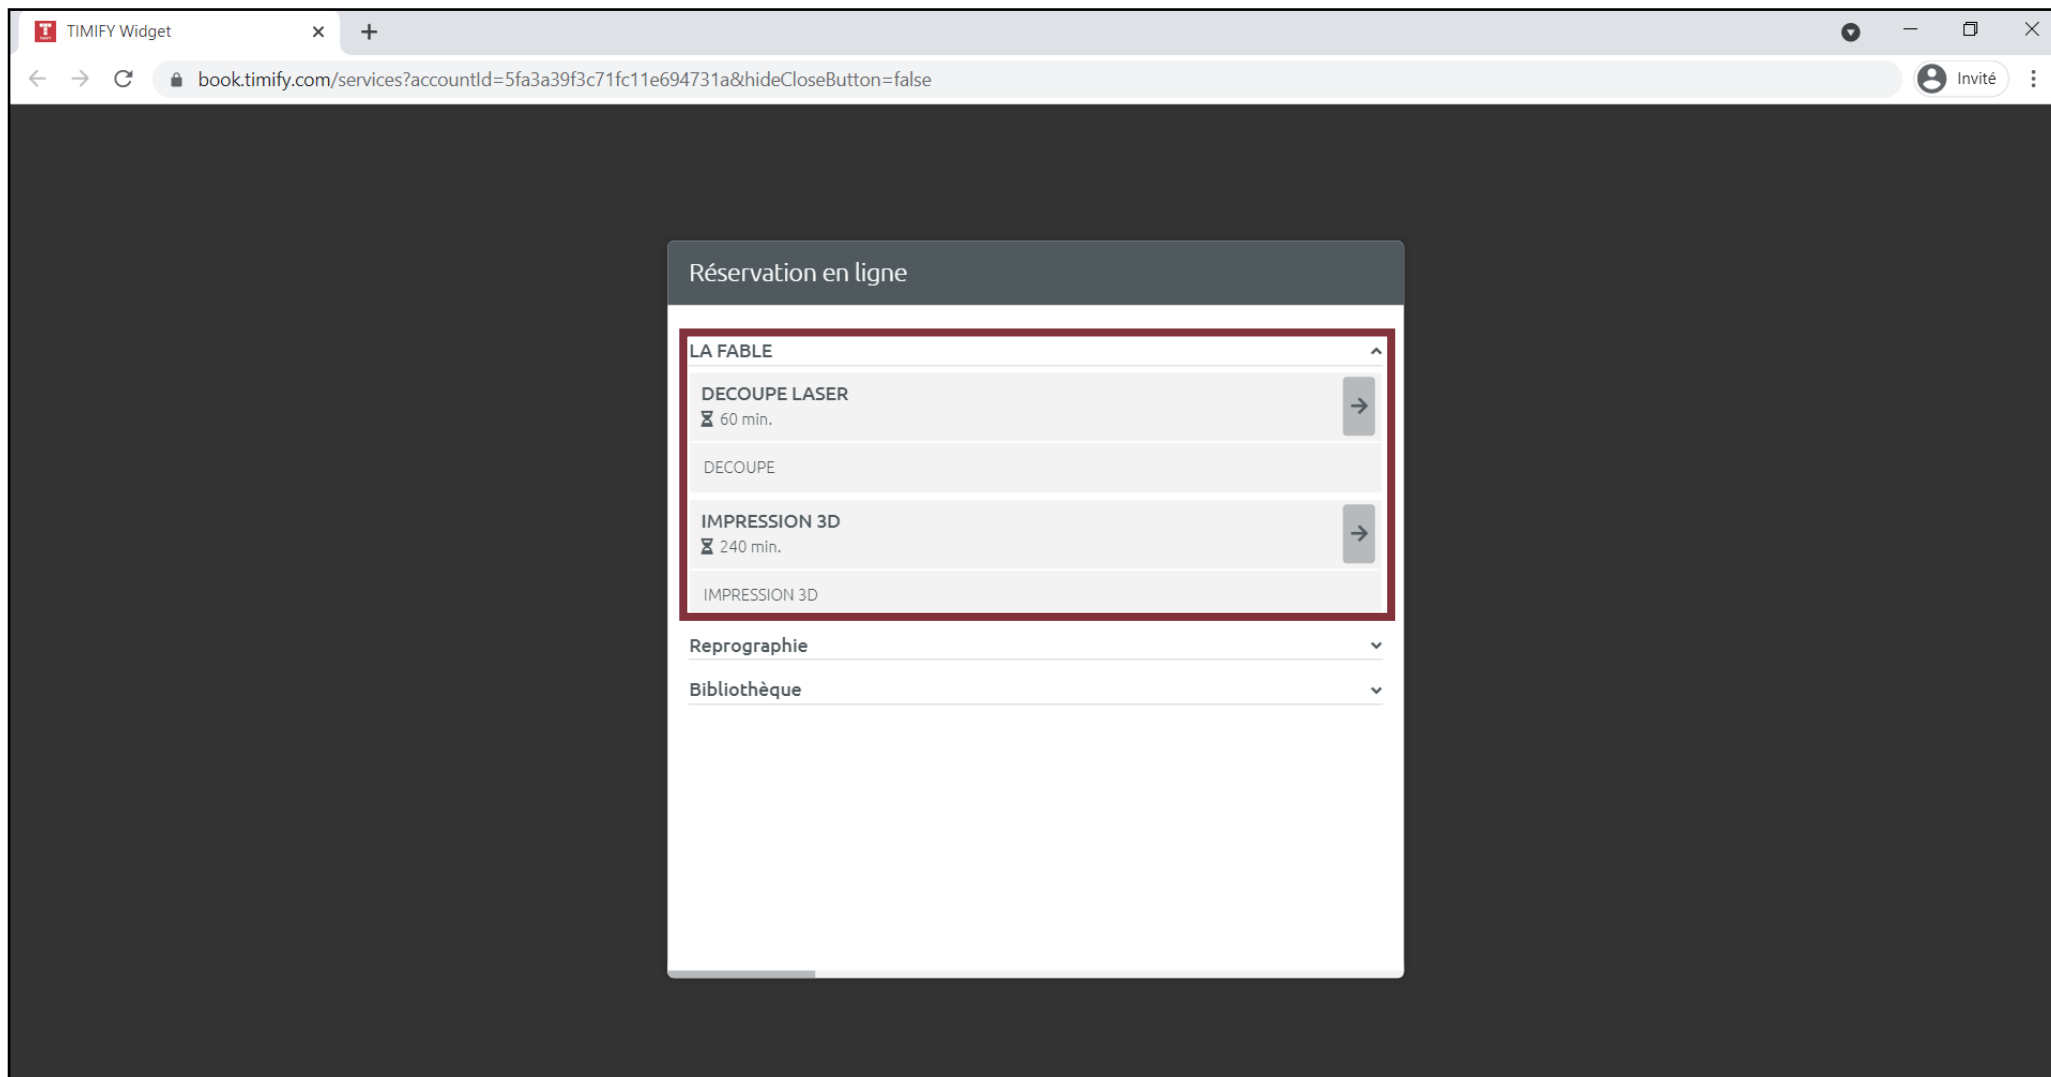 TIMIFY Widget
book.timify.com/services?accountId=5fa3a39f3c71fc11e694731a&hideCloseButton=false
Invité
Réservation en ligne
LA FABLE
DECOUPE LASER
60 min.
DECOUPE
IMPRESSION 3D
240 min.
IMPRESSION 3D
Reprographie
Bibliothèque